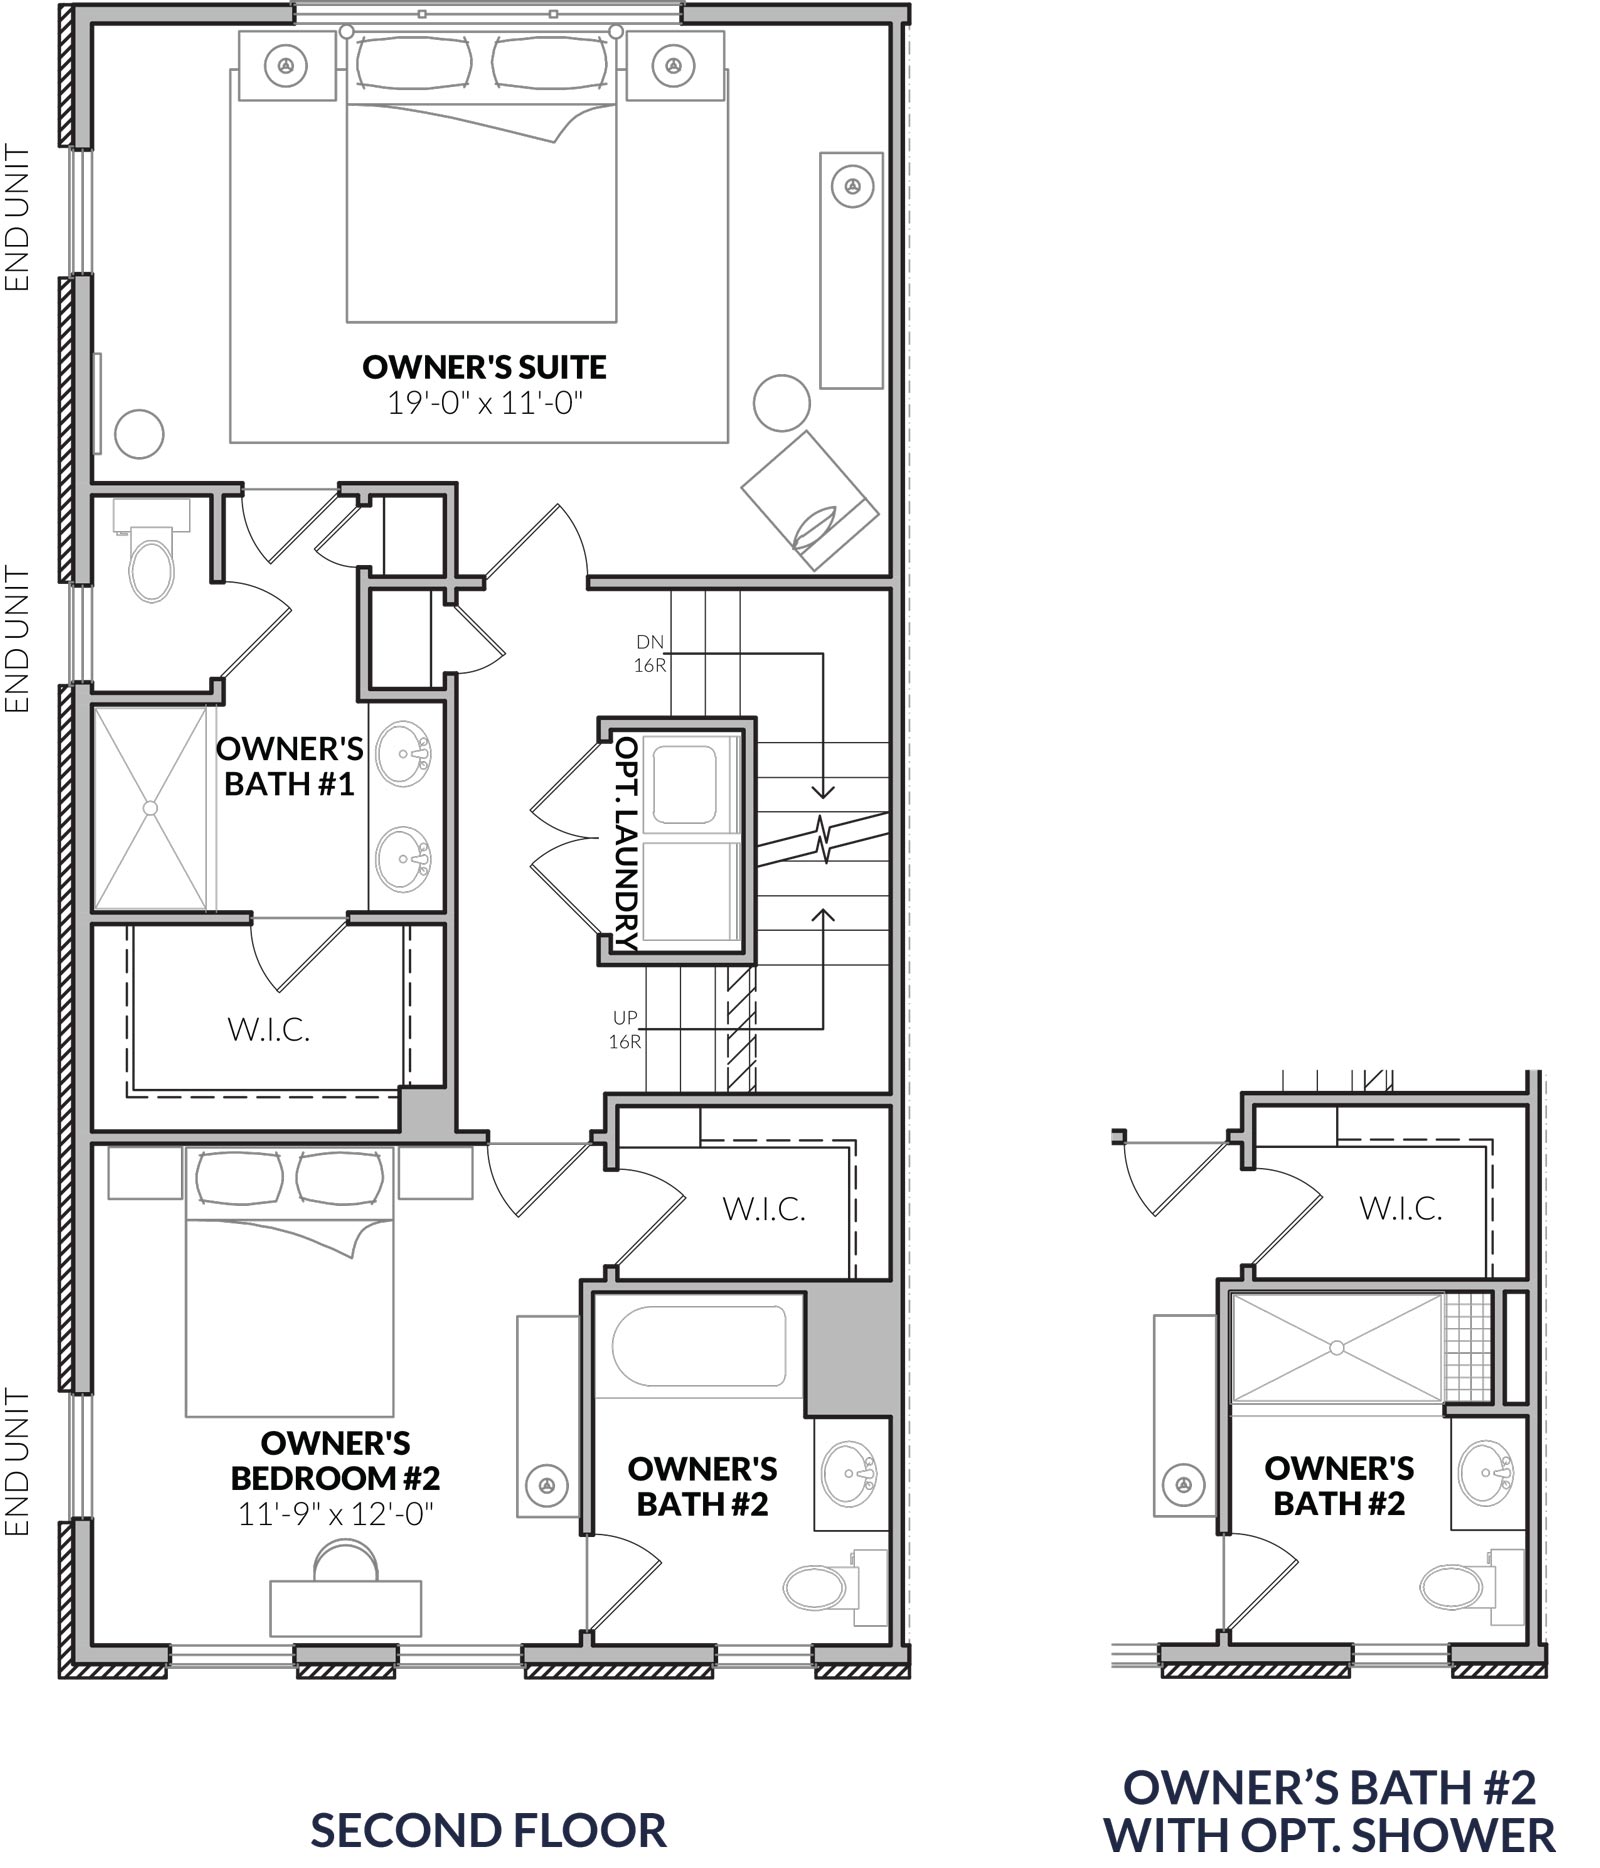 END UNIT
OWNER'S SUITE
19'-0" x 11'-0"
END UNIT
DN
16R
OWNER'S
BATH #1
OPT. LAUNDRY
W.I.C.
UP
16R
W.I.C.
W.I.C.
END UNIT
OWNER'S
BEDROOM #2
11'-9" x 12'-0"
OWNER'S
BATH #2
OWNER'S
BATH #2
SECOND FLOOR
OWNER’S BATH #2
WITH OPT. SHOWER